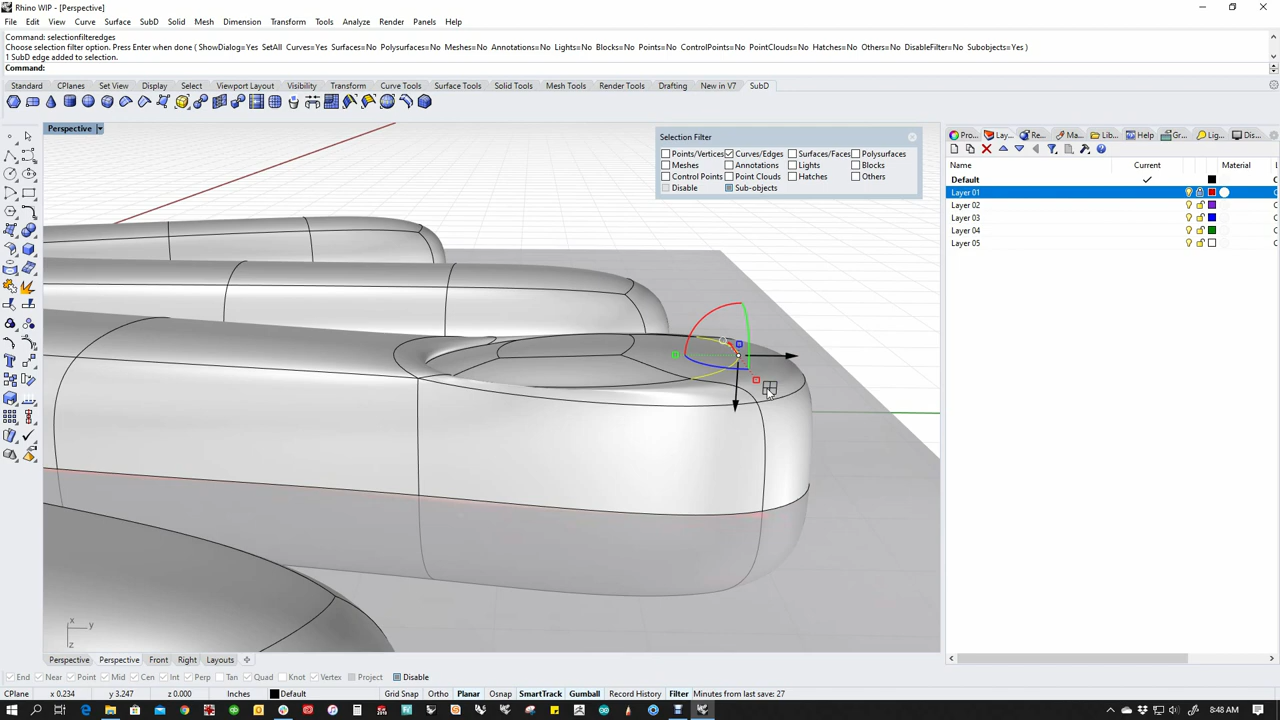 Rhino WIP - [Perspective]
File Edit View Curve Surface SubD Solid Mesh Dimension Transform Tools Analyze Render Panels Help
Command: selectionfilteredges
Choose selection filter option. Press Enter when done ( ShowDialog=Yes SetAll Curves=Yes Surfaces=No Polysurfaces=No Meshes=No Annotations=No Lights=No Blocks=No Points=No ControlPoints=No PointClouds=No Hatches=No Others=No DisableFilter=No Subobjects=Yes )
1 SubD edge added to selection.
Command:
Standard CPlanes Set View Display Select Viewport Layout Visibility Transform Curve Tools Surface Tools Solid Tools Mesh Tools Render Tools Drafting New in V7 SubD
Perspective
Selection Filter
Points/Vertices Curves/Edges Surfaces/Faces Polysurfaces
Meshes Annotations Lights Blocks
Control Points Point Clouds Hatches Others
Disable Sub-objects
Pro... Lay... Re... Ma... Lib... Help Gr... Lig... Dis...
Name Current Material
Default
Layer 01
Layer 02
Layer 03
Layer 04
Layer 05
x y
z
Perspective Perspective Front Right Layouts
End Near Point Mid Cen Int Perp Tan Quad Knot Vertex Project Disable
CPlane x 0.234 y 3.247 z 0.000 Inches Default Grid Snap Ortho Planar Osnap SmartTrack Gumball Record History Filter Minutes from last save: 27
8:48 AM